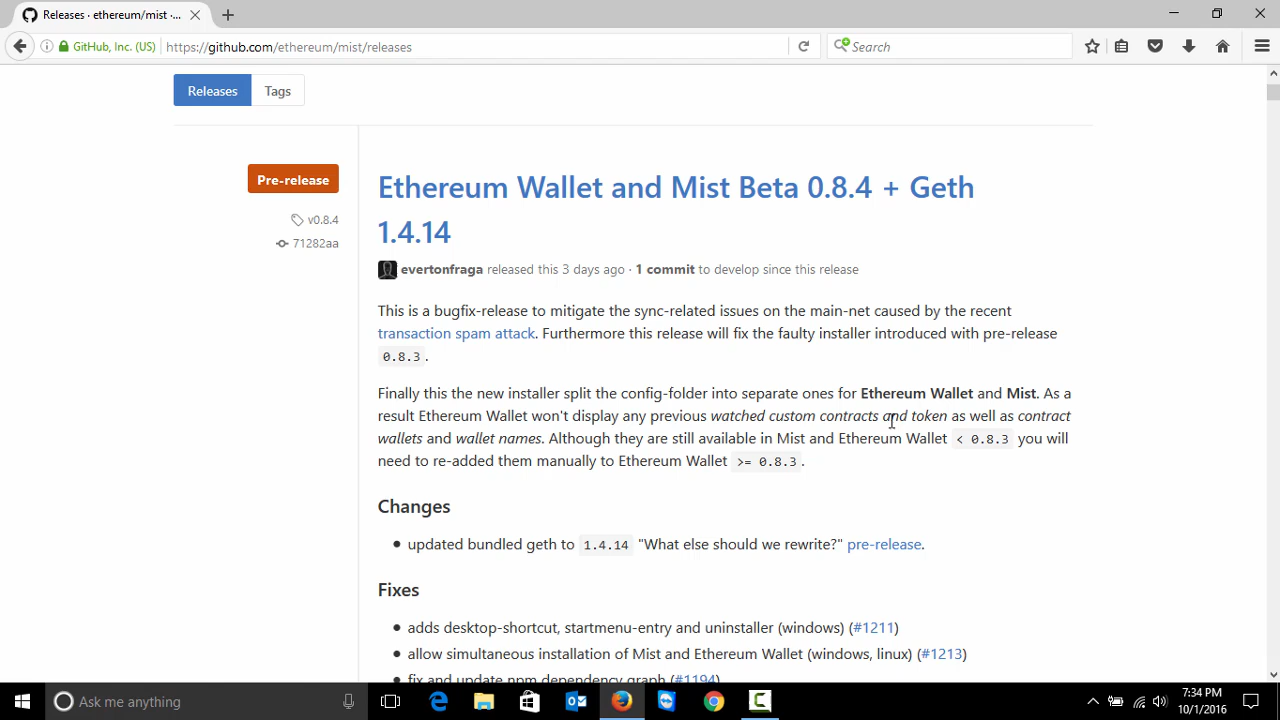 Releases · ethereum/mist ·...
GitHub, Inc. (US) https://github.com/ethereum/mist/releases Search
Releases Tags
Pre-release
v0.8.4
71282aa
Ethereum Wallet and Mist Beta 0.8.4 + Geth
1.4.14
evertonfraga released this 3 days ago · 1 commit to develop since this release
This is a bugfix-release to mitigate the sync-related issues on the main-net caused by the recent
transaction spam attack. Furthermore this release will fix the faulty installer introduced with pre-release
0.8.3.
Finally this the new installer split the config-folder into separate ones for Ethereum Wallet and Mist. As a
result Ethereum Wallet won't display any previous watched custom contracts and token as well as contract
wallets and wallet names. Although they are still available in Mist and Ethereum Wallet < 0.8.3 you will
need to re-added them manually to Ethereum Wallet >= 0.8.3.
Changes
• updated bundled geth to 1.4.14 "What else should we rewrite?" pre-release.
Fixes
• adds desktop-shortcut, startmenu-entry and uninstaller (windows) (#1211)
• allow simultaneous installation of Mist and Ethereum Wallet (windows, linux) (#1213)
• fix and update npm dependency graph (#1194)
Ask me anything
7:34 PM
10/1/2016